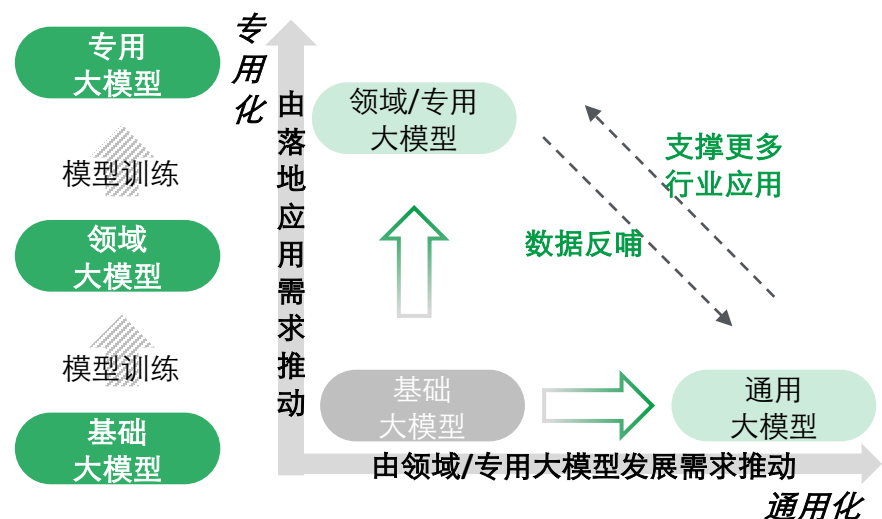 专用
大模型
模型训练
领域
大模型
模型训练
基础
大模型
专
用
化
由
落
地
应
用
需
求
推
动
领域/专用
大模型
支撑更多
行业应用
数据反哺
基础
大模型
通用
大模型
由领域/专用大模型发展需求推动
通用化